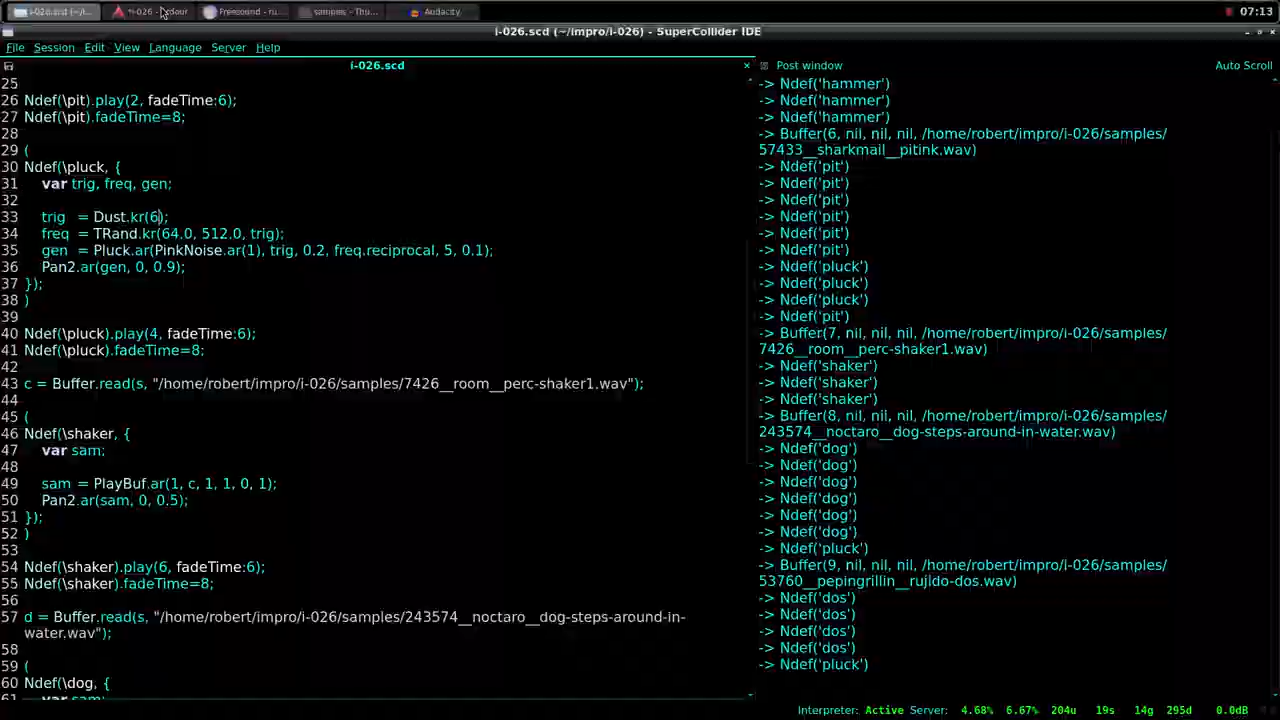 i-026.scd (~/i...
*i-026 - Ardour
Freesound - ru...
samples - Thu...
Audacity
07:13
i-026.scd (~/impro/i-026) - SuperCollider IDE
File Session Edit View Language Server Help
i-026.scd
Post window
Auto Scroll
25
26 Ndef(\pit).play(2, fadeTime:6);
27 Ndef(\pit).fadeTime=8;
28
29 (
30 Ndef(\pluck, {
31 var trig, freq, gen;
32
33 trig = Dust.kr(6);
34 freq = TRand.kr(64.0, 512.0, trig);
35 gen = Pluck.ar(PinkNoise.ar(1), trig, 0.2, freq.reciprocal, 5, 0.1);
36 Pan2.ar(gen, 0, 0.9);
37 });
38 )
39
40 Ndef(\pluck).play(4, fadeTime:6);
41 Ndef(\pluck).fadeTime=8;
42
43 c = Buffer.read(s, "/home/robert/impro/i-026/samples/7426__room__perc-shaker1.wav");
44
45 (
46 Ndef(\shaker, {
47 var sam;
48
49 sam = PlayBuf.ar(1, c, 1, 1, 0, 1);
50 Pan2.ar(sam, 0, 0.5);
51 });
52 )
53
54 Ndef(\shaker).play(6, fadeTime:6);
55 Ndef(\shaker).fadeTime=8;
56
57 d = Buffer.read(s, "/home/robert/impro/i-026/samples/243574__noctaro__dog-steps-around-in-
water.wav");
58
59 (
60 Ndef(\dog, {
61 var sam;
-> Ndef('hammer')
-> Ndef('hammer')
-> Ndef('hammer')
-> Buffer(6, nil, nil, nil, /home/robert/impro/i-026/samples/
57433__sharkmail__pitink.wav)
-> Ndef('pit')
-> Ndef('pit')
-> Ndef('pit')
-> Ndef('pit')
-> Ndef('pit')
-> Ndef('pit')
-> Ndef('pluck')
-> Ndef('pluck')
-> Ndef('pluck')
-> Ndef('pit')
-> Buffer(7, nil, nil, nil, /home/robert/impro/i-026/samples/
7426__room__perc-shaker1.wav)
-> Ndef('shaker')
-> Ndef('shaker')
-> Ndef('shaker')
-> Buffer(8, nil, nil, nil, /home/robert/impro/i-026/samples/
243574__noctaro__dog-steps-around-in-water.wav)
-> Ndef('dog')
-> Ndef('dog')
-> Ndef('dog')
-> Ndef('dog')
-> Ndef('dog')
-> Ndef('dog')
-> Ndef('pluck')
-> Buffer(9, nil, nil, nil, /home/robert/impro/i-026/samples/
53760__pepingrillin__rujido-dos.wav)
-> Ndef('dos')
-> Ndef('dos')
-> Ndef('dos')
-> Ndef('dos')
-> Ndef('pluck')
Interpreter: Active Server: 4.68% 6.67% 204u 19s 14g 295d 0.0dB